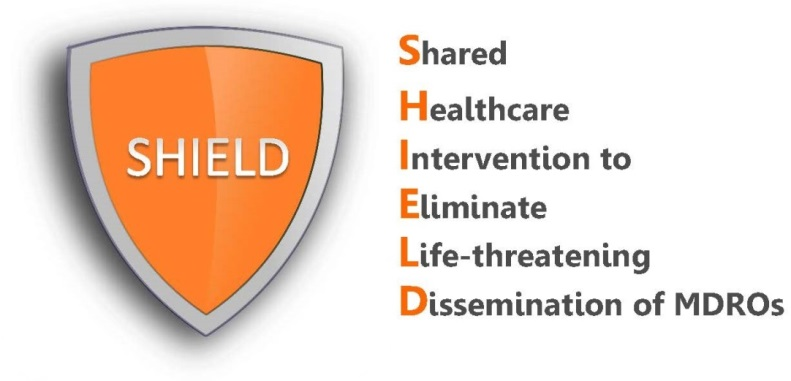 SHIELD
Shared
Healthcare
Intervention to
Eliminate
Life-threatening
Dissemination of MDROs